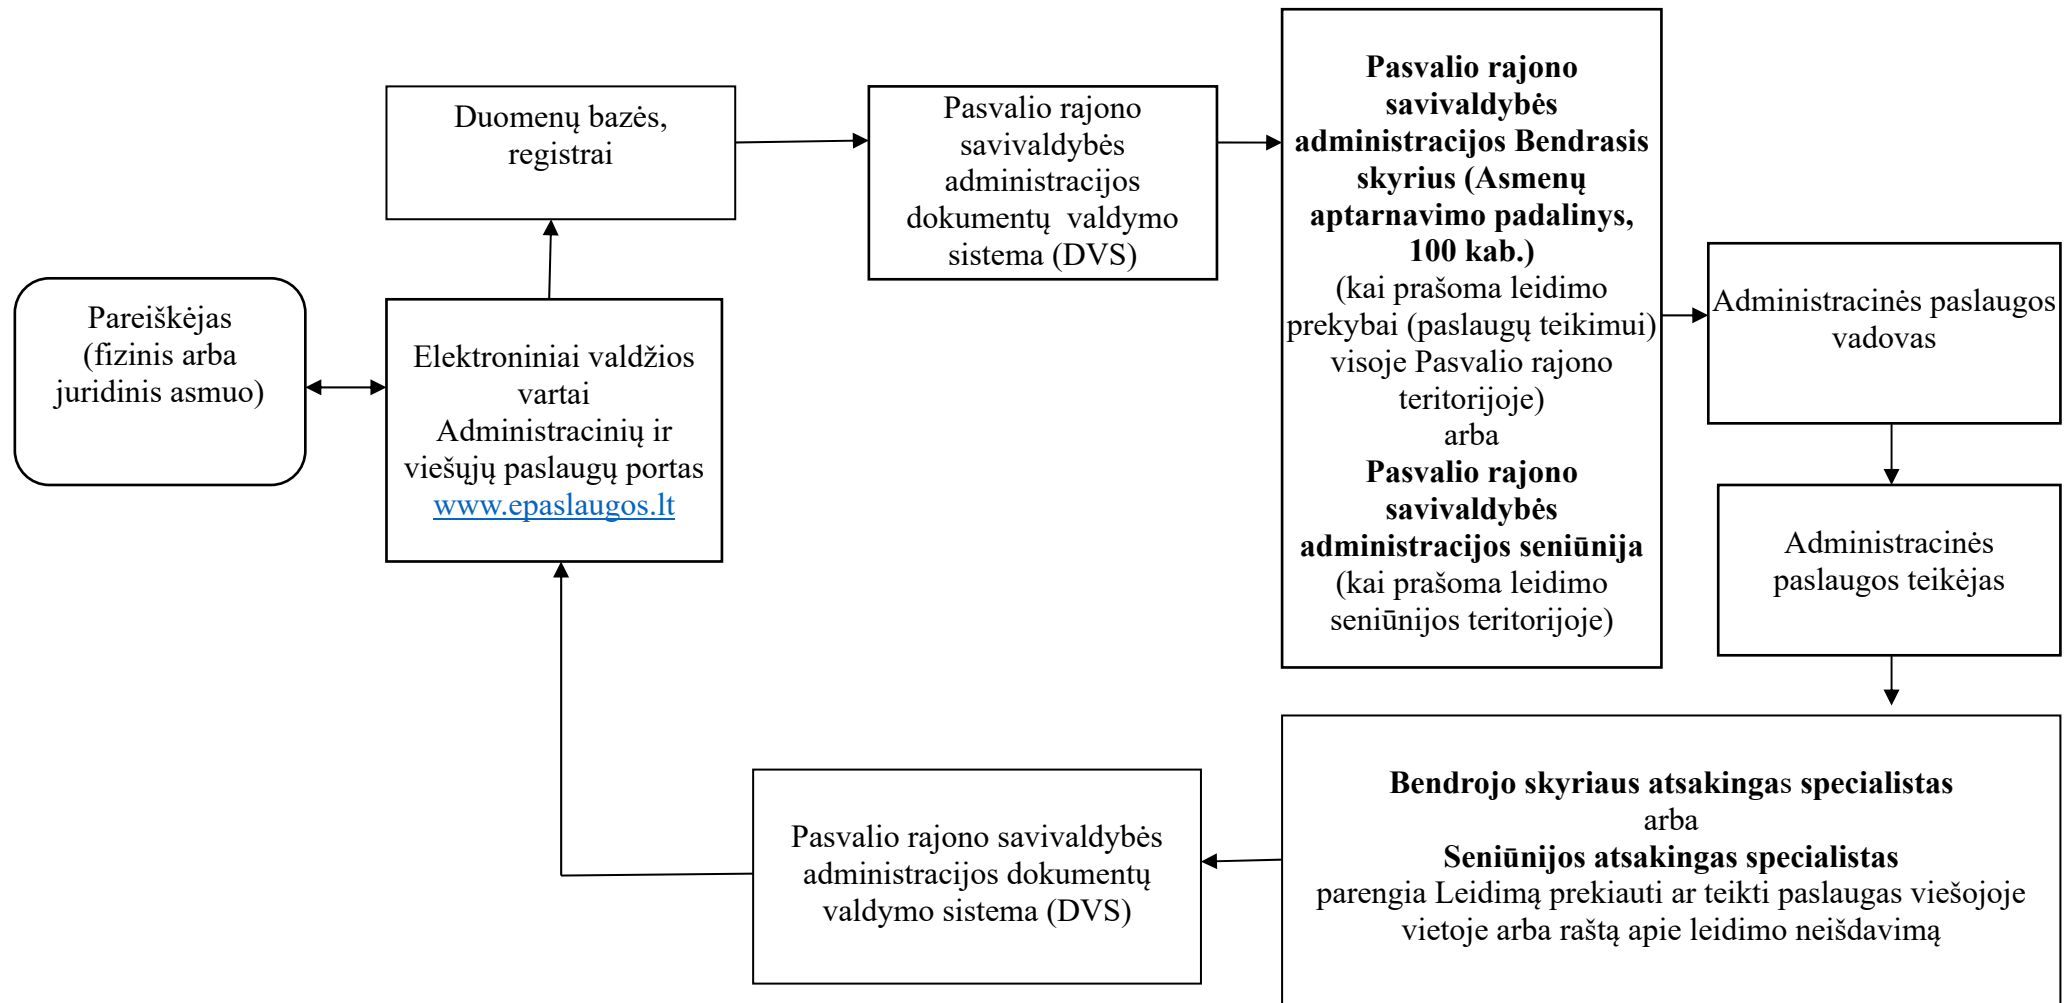 Pareiškėjas
(fizinis arba
juridinis asmuo)
Elektroniniai valdžios
vartai
Administracinių ir
viešųjų paslaugų portas
www.epaslaugos.lt
Duomenų bazės,
registrai
Pasvalio rajono
savivaldybės
administracijos
dokumentų  valdymo
sistema (DVS)
Pasvalio rajono
savivaldybės
administracijos Bendrasis
skyrius (Asmenų
aptarnavimo padalinys,
100 kab.)
(kai prašoma leidimo
prekybai (paslaugų teikimui)
visoje Pasvalio rajono
teritorijoje)
arba
Pasvalio rajono
savivaldybės
administracijos seniūnija
(kai prašoma leidimo
seniūnijos teritorijoje)
Administracinės paslaugos
vadovas
Administracinės
paslaugos teikėjas
Bendrojo skyriaus atsakingas specialistas
arba
Seniūnijos atsakingas specialistas
parengia Leidimą prekiauti ar teikti paslaugas viešojoje
vietoje arba raštą apie leidimo neišdavimą
Pasvalio rajono savivaldybės
administracijos dokumentų
valdymo sistema (DVS)